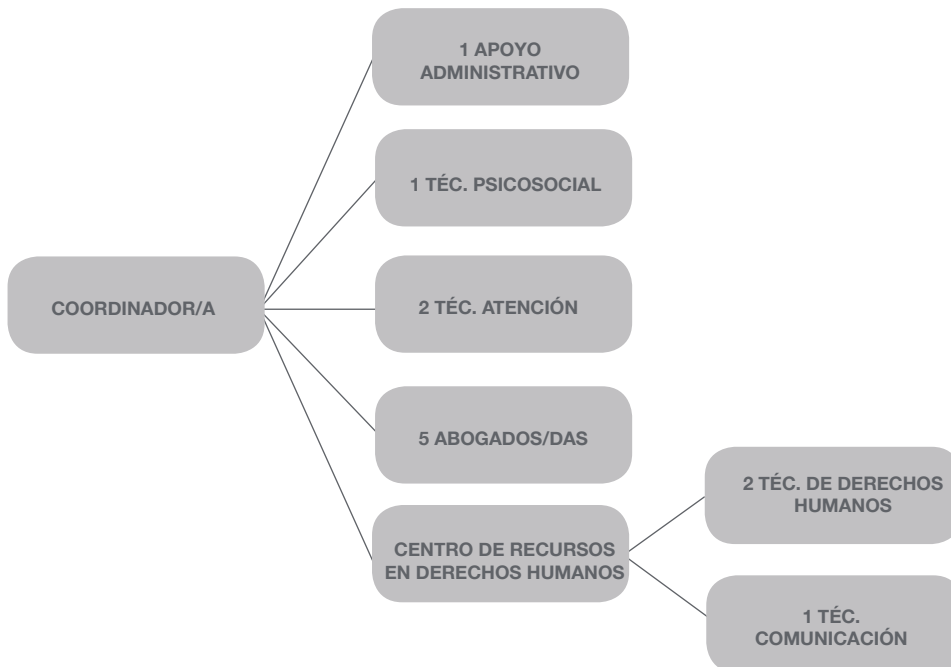 1 APOYO
ADMINISTRATIVO
1 TÉC. PSICOSOCIAL
COORDINADOR/A
2 TÉC. ATENCIÓN
5 ABOGADOS/DAS
CENTRO DE RECURSOS
EN DERECHOS HUMANOS
2 TÉC. DE DERECHOS
HUMANOS
1 TÉC.
COMUNICACIÓN